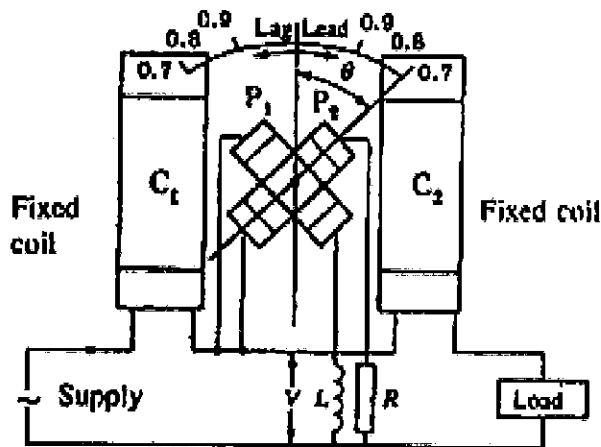 0.9 Lag Lead 0.9
0.8 0.8
0.7 θ 0.7
P₁ P₂
C₁ C₂
Fixed coil
Fixed coil
Supply V L R Load